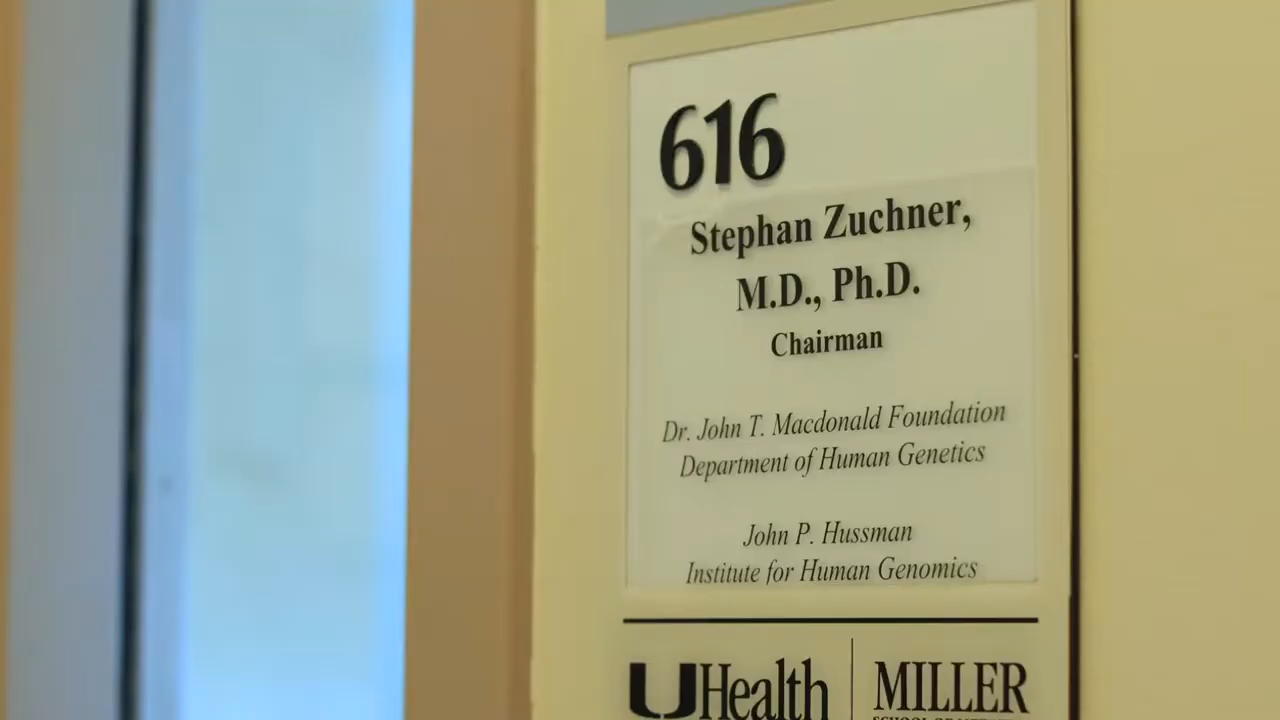 616
Stephan Zuchner,
M.D., Ph.D.
Chairman
Dr. John T. Macdonald Foundation
Department of Human Genetics
John P. Hussman
Institute for Human Genomics
UHealth
MILLER